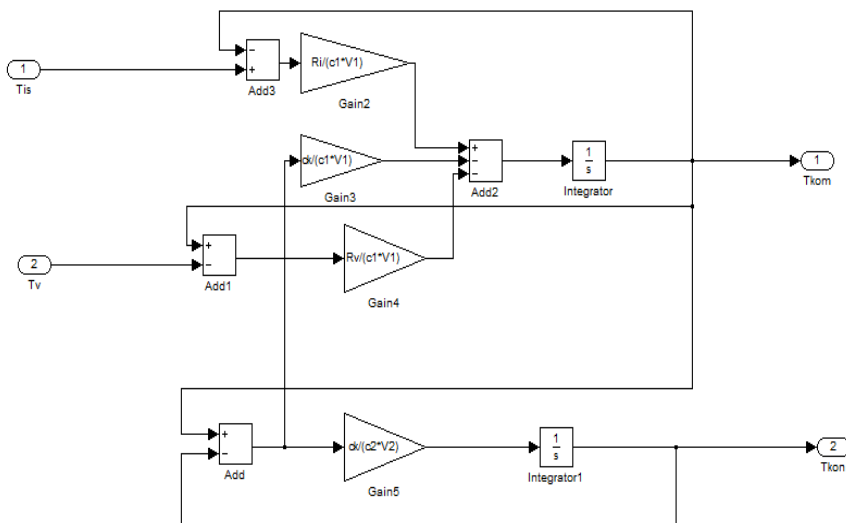 1
Tis
−
+
Add3
Ri/(c1*V1)
Gain2
ck/(c1*V1)
Gain3
+
−
−
Add2
1
s
Integrator
1
Tkom
2
Tv
+
−
Add1
Rv/(c1*V1)
Gain4
+
−
Add
ck/(c2*V2)
Gain5
1
s
Integrator1
2
Tkon